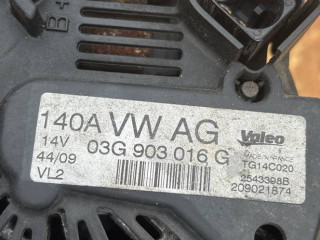 B+
140A VW AG
Valeo
14V
03G 903 016 G
MADE IN FRANCE
TG14C020
44/09
2543398B
VL2
209021874